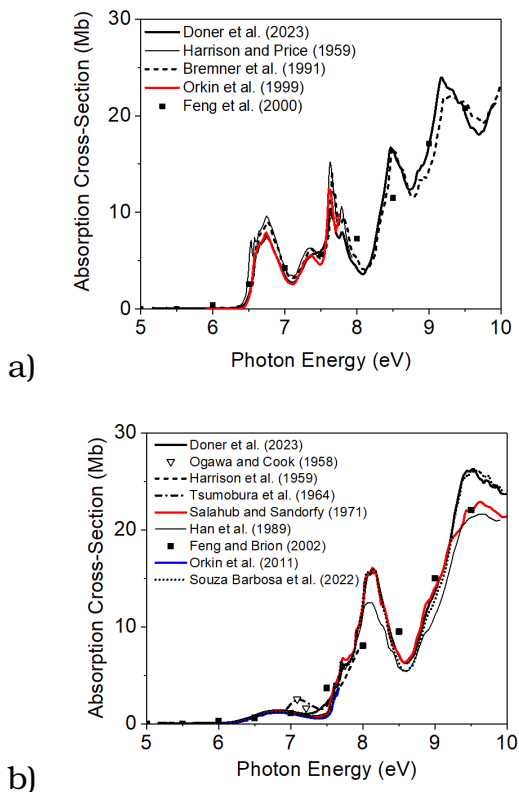 a)
Absorption Cross-Section (Mb)
30
20
10
0
Doner et al. (2023)
Harrison and Price (1959)
Bremner et al. (1991)
Orkin et al. (1999)
Feng et al. (2000)
5 6 7 8 9 10
Photon Energy (eV)
b)
Absorption Cross-Section (Mb)
30
20
10
0
Doner et al. (2023)
Ogawa and Cook (1958)
Harrison et al. (1959)
Tsumobura et al. (1964)
Salahub and Sandorfy (1971)
Han et al. (1989)
Feng and Brion (2002)
Orkin et al. (2011)
Souza Barbosa et al. (2022)
5 6 7 8 9 10
Photon Energy (eV)